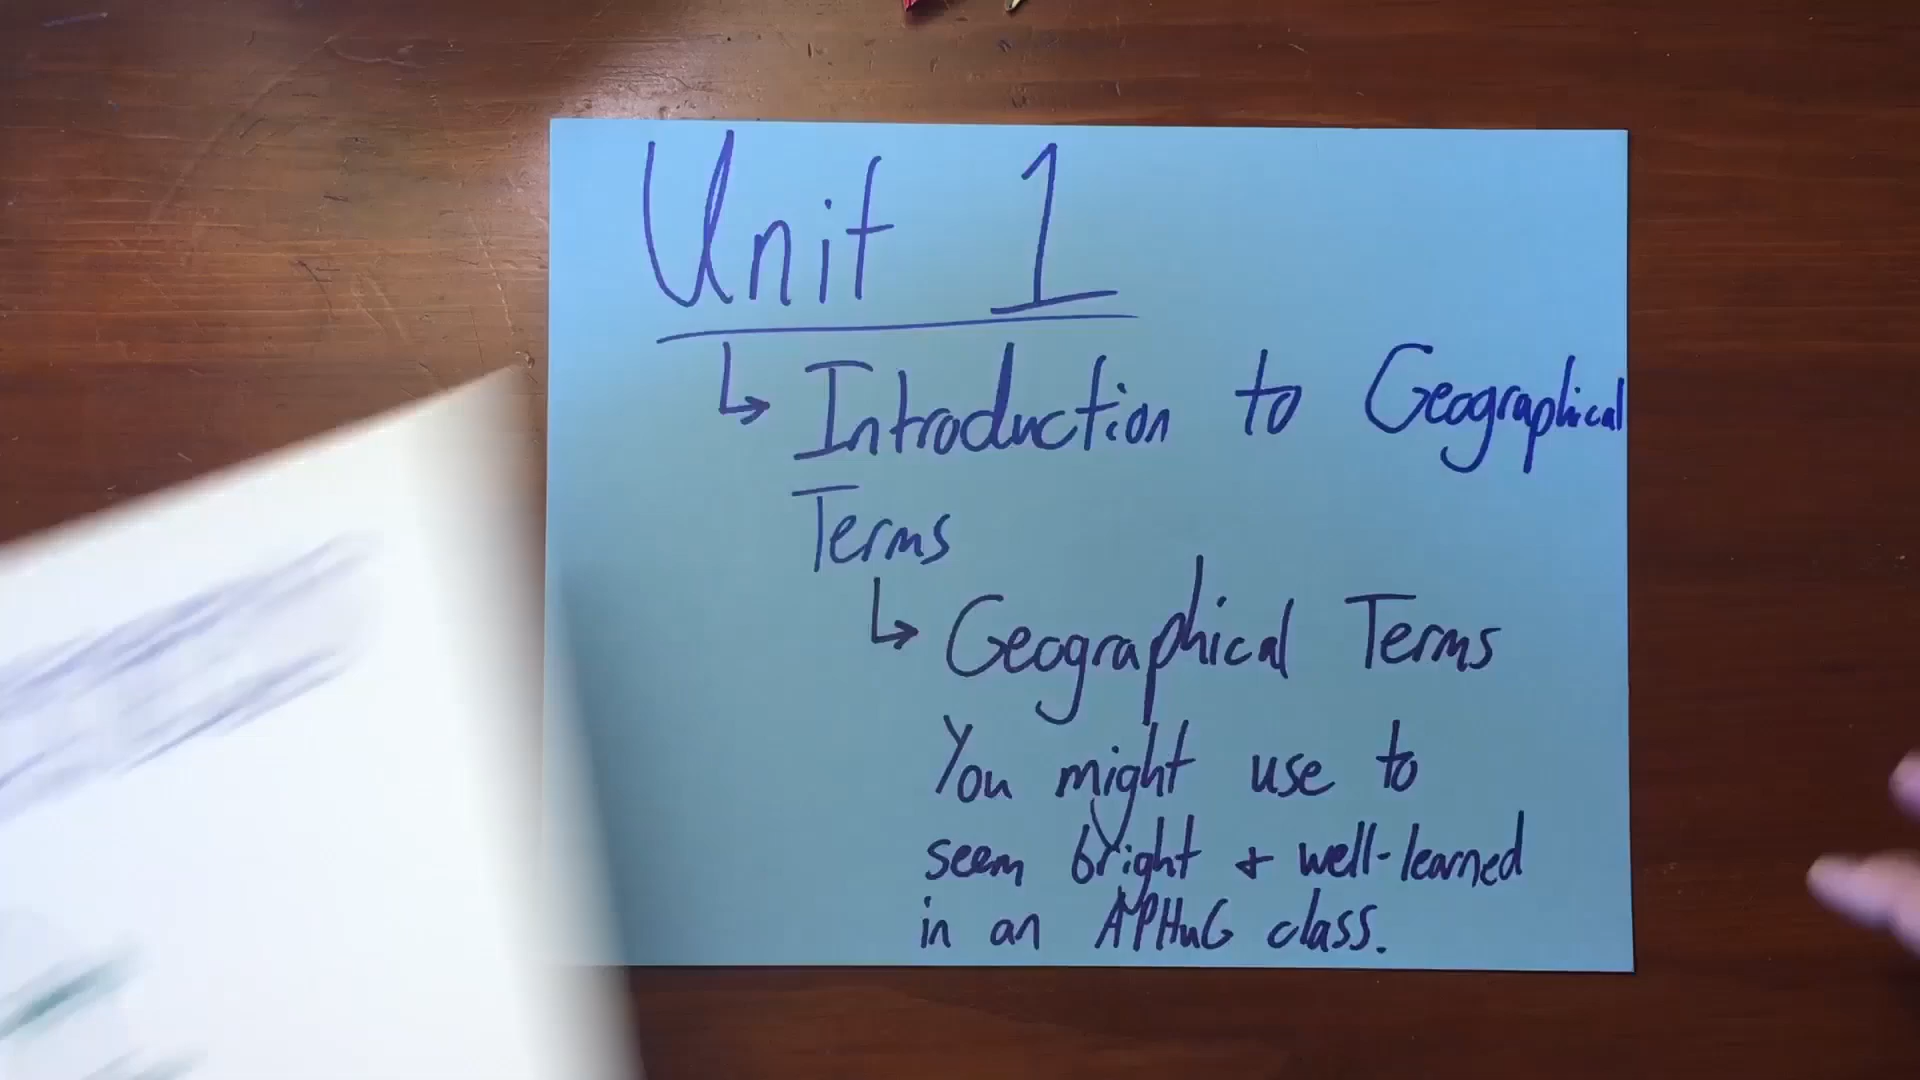 Unit 1
↳ Introduction to Geographical
Terms
↳ Geographical Terms
You might use to
seem bright + well-learned
in an APHuG class.